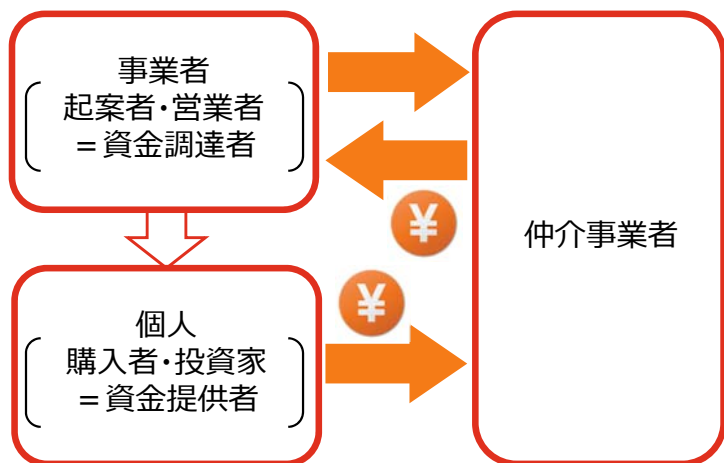 事業者
起案者・営業者
=資金調達者
¥
仲介事業者
¥
個人
購入者・投資家
=資金提供者